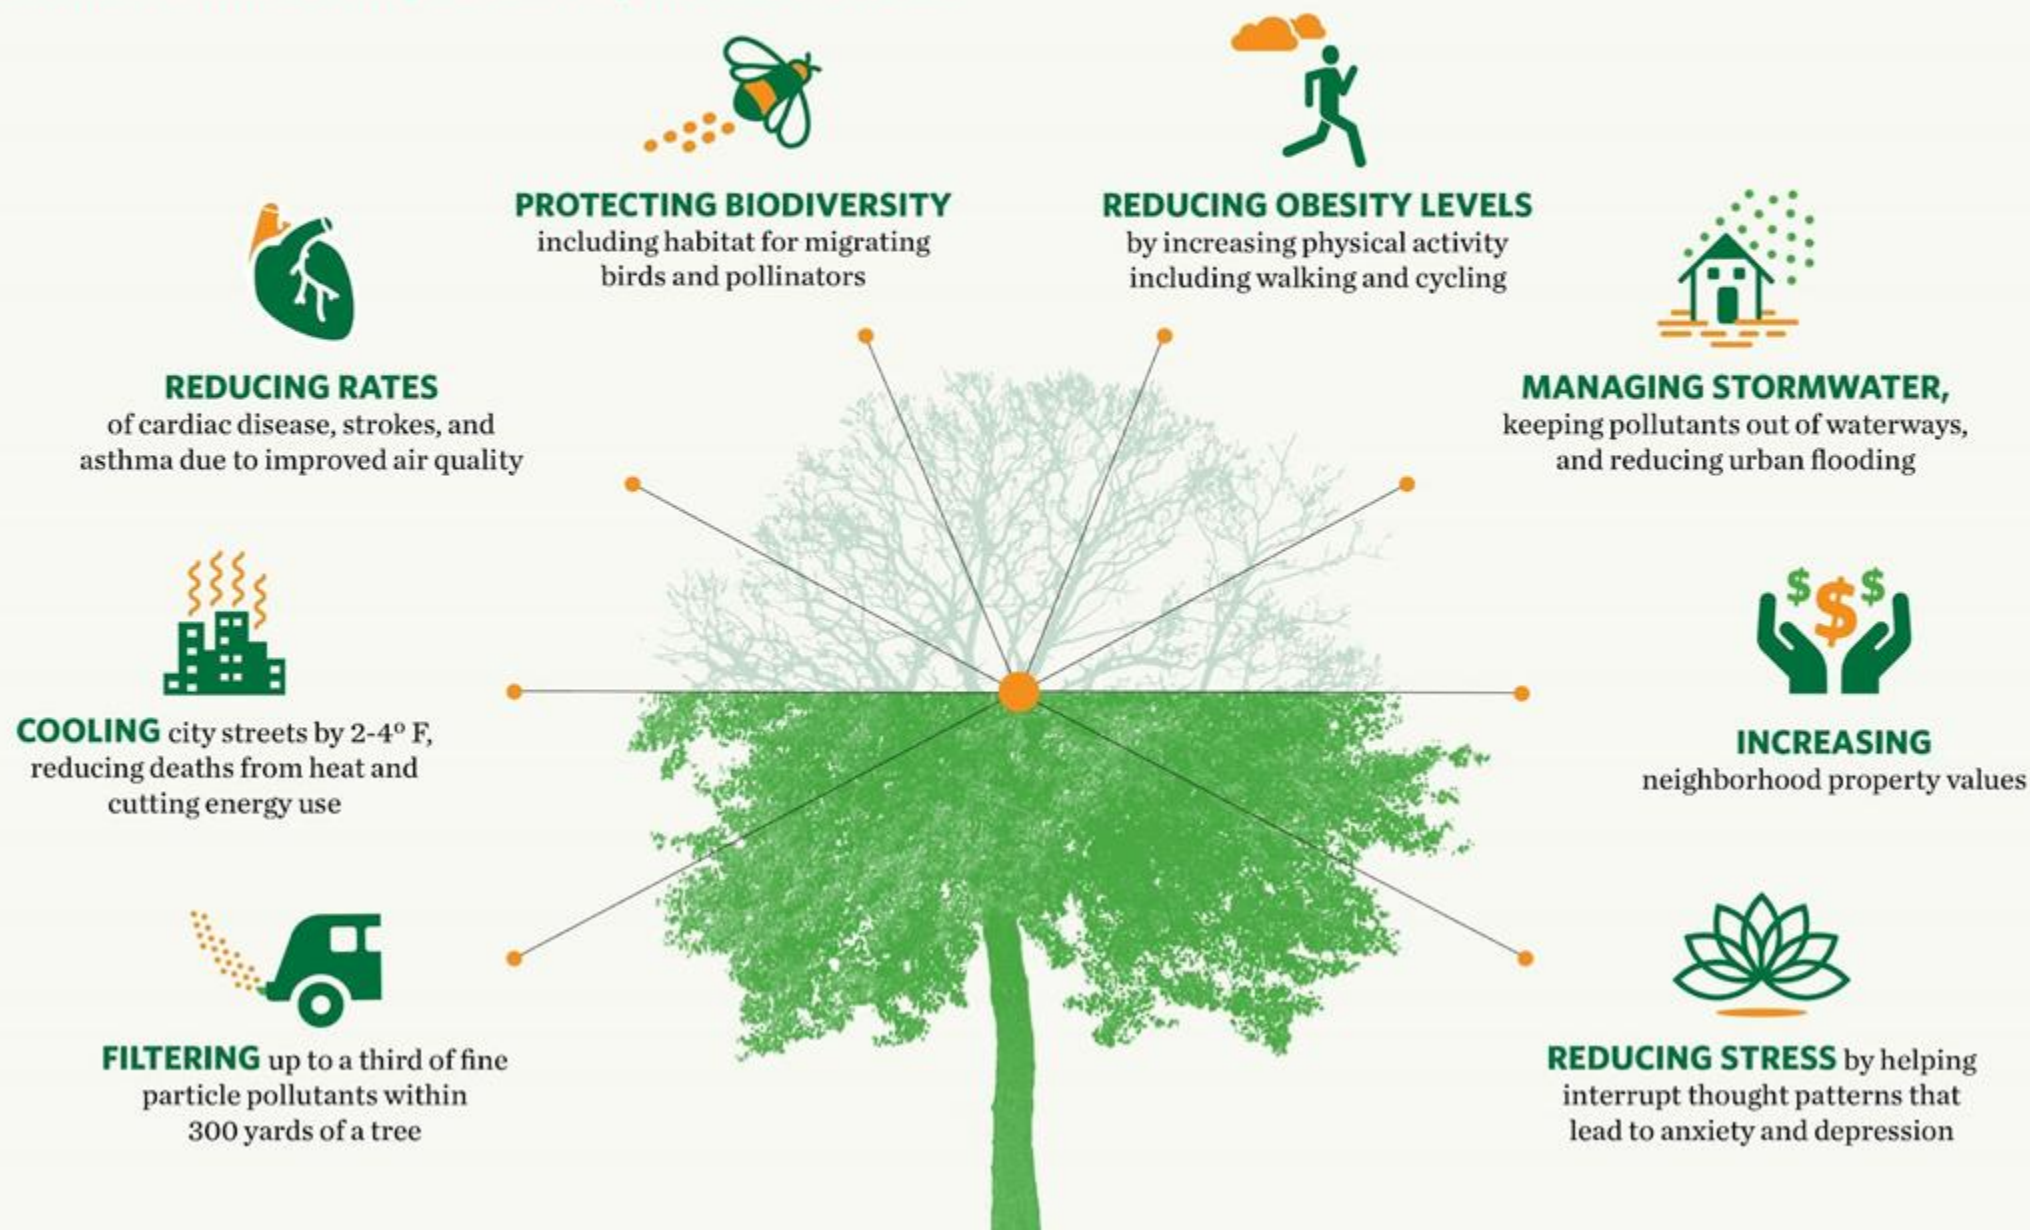 PROTECTING BIODIVERSITY
including habitat for migrating
birds and pollinators
REDUCING OBESITY LEVELS
by increasing physical activity
including walking and cycling
REDUCING RATES
of cardiac disease, strokes, and
asthma due to improved air quality
MANAGING STORMWATER,
keeping pollutants out of waterways,
and reducing urban flooding
COOLING city streets by 2-4º F,
reducing deaths from heat and
cutting energy use
$ $ $
INCREASING
neighborhood property values
FILTERING up to a third of fine
particle pollutants within
300 yards of a tree
REDUCING STRESS by helping
interrupt thought patterns that
lead to anxiety and depression